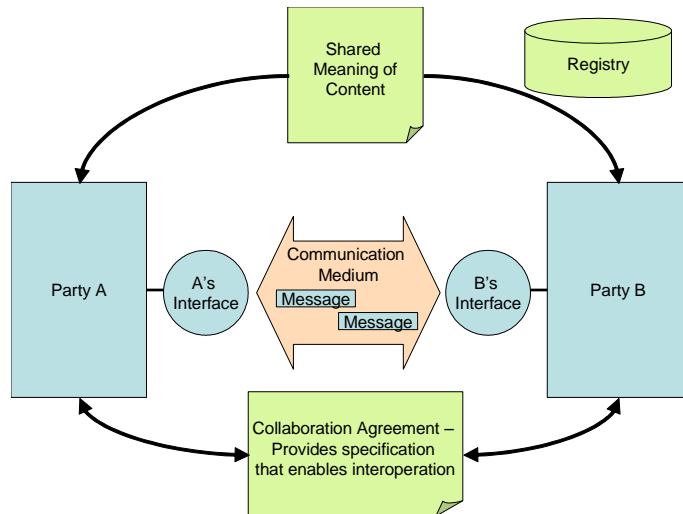 Shared
Meaning of
Content
Registry
Party A
A's
Interface
Communication
Medium
Message
Message
B's
Interface
Party B
Collaboration Agreement –
Provides specification
that enables interoperation